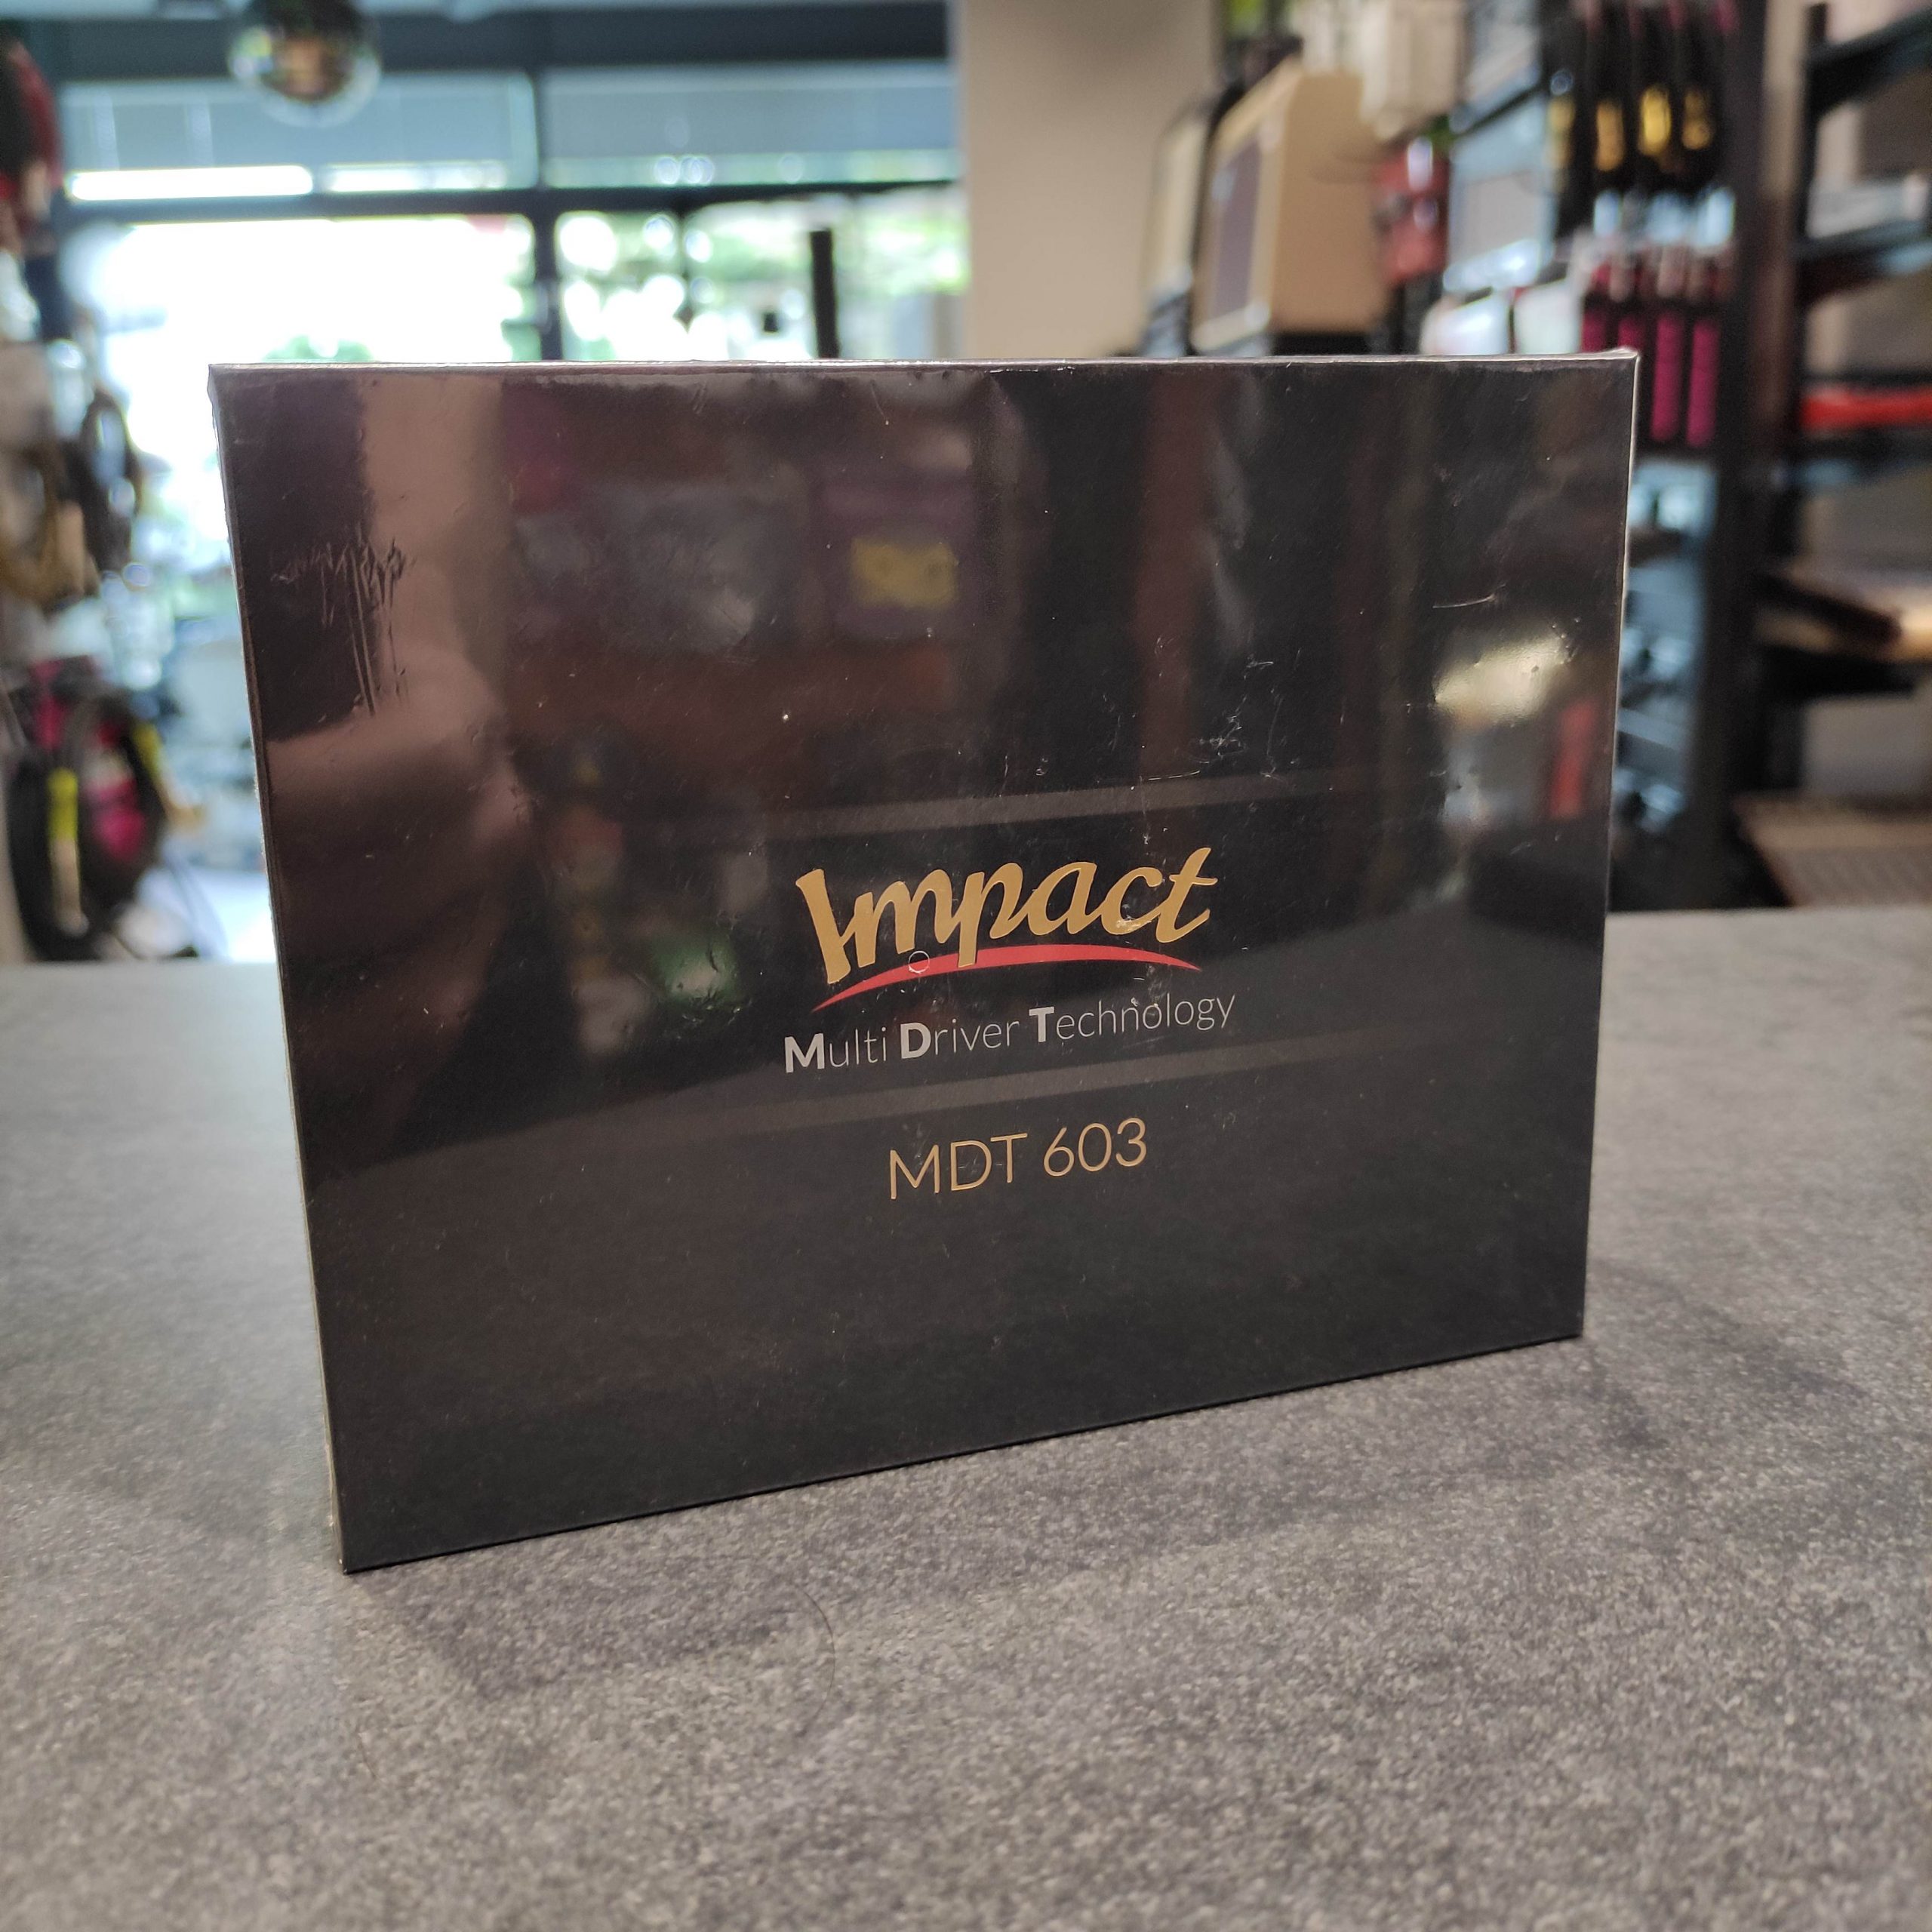 Impact
Multi Driver Technology
MDT 603